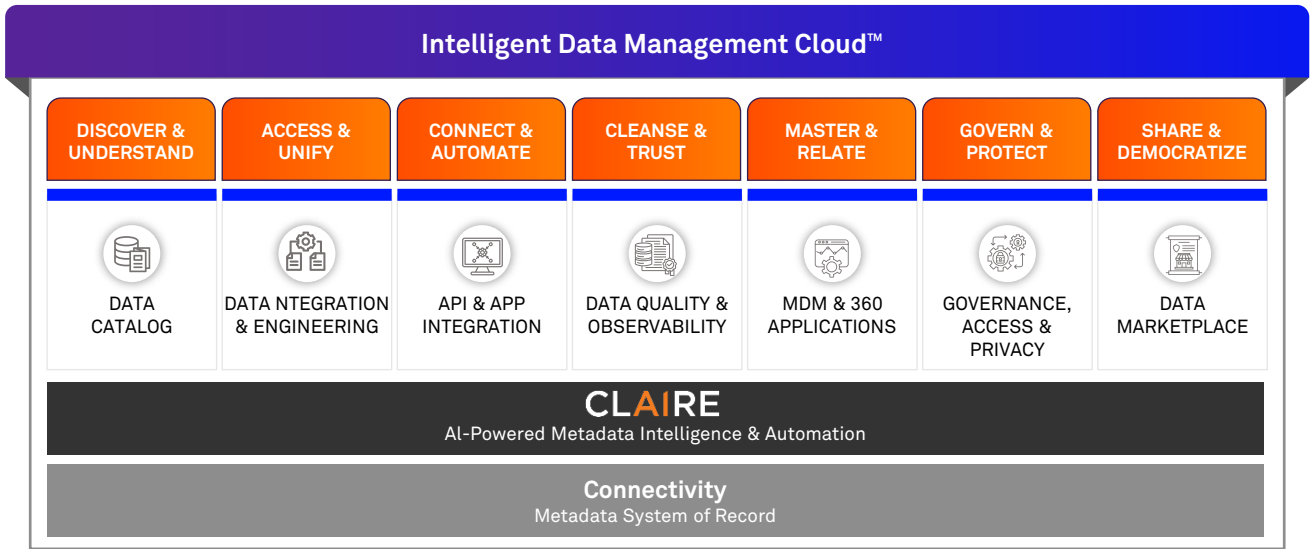 Intelligent Data Management Cloud™
DISCOVER &
UNDERSTAND
ACCESS &
UNIFY
CONNECT &
AUTOMATE
CLEANSE &
TRUST
MASTER &
RELATE
GOVERN &
PROTECT
SHARE &
DEMOCRATIZE
DATA
CATALOG
DATA NTEGRATION
& ENGINEERING
API & APP
INTEGRATION
DATA QUALITY &
OBSERVABILITY
MDM & 360
APPLICATIONS
GOVERNANCE,
ACCESS &
PRIVACY
DATA
MARKETPLACE
CLAIRE
AI-Powered Metadata Intelligence & Automation
Connectivity
Metadata System of Record